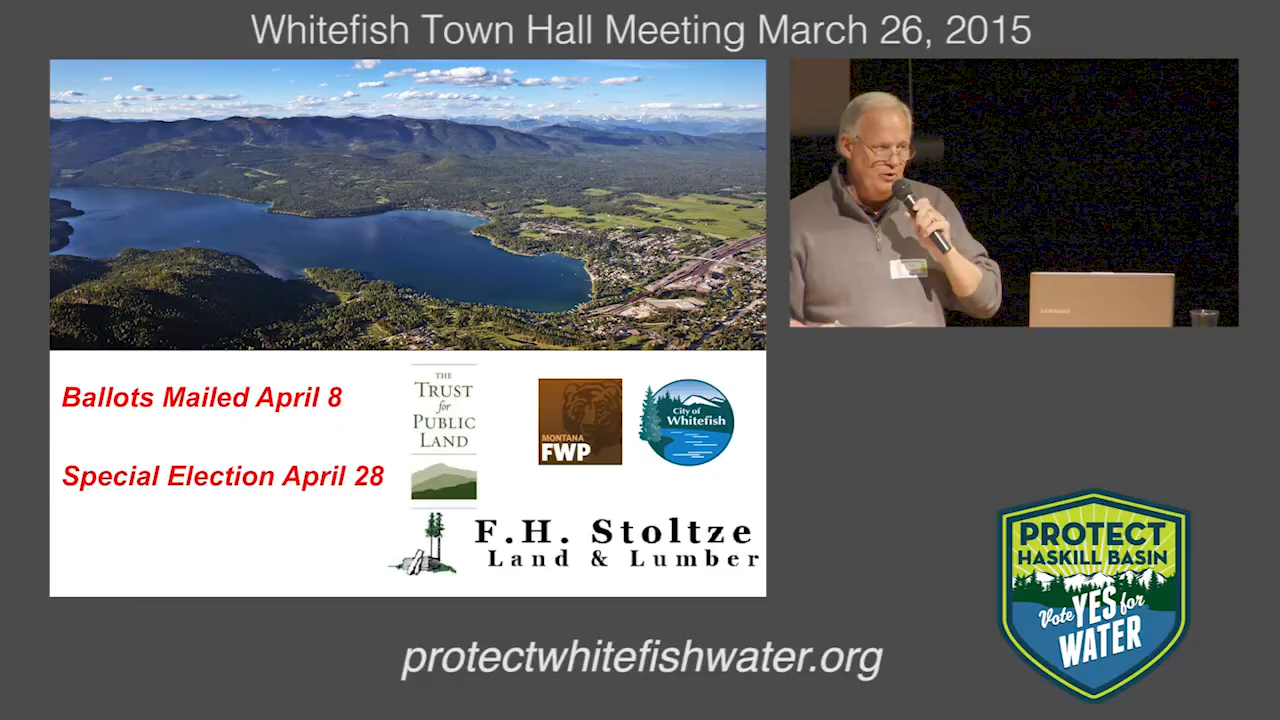 Whitefish Town Hall Meeting March 26, 2015
Ballots Mailed April 8
Special Election April 28
THE
TRUST
for
PUBLIC
LAND
MONTANA
FWP
City of
Whitefish
F.H. Stoltze
Land & Lumber
PROTECT
HASKILL BASIN
Vote YES for
WATER
protectwhitefishwater.org